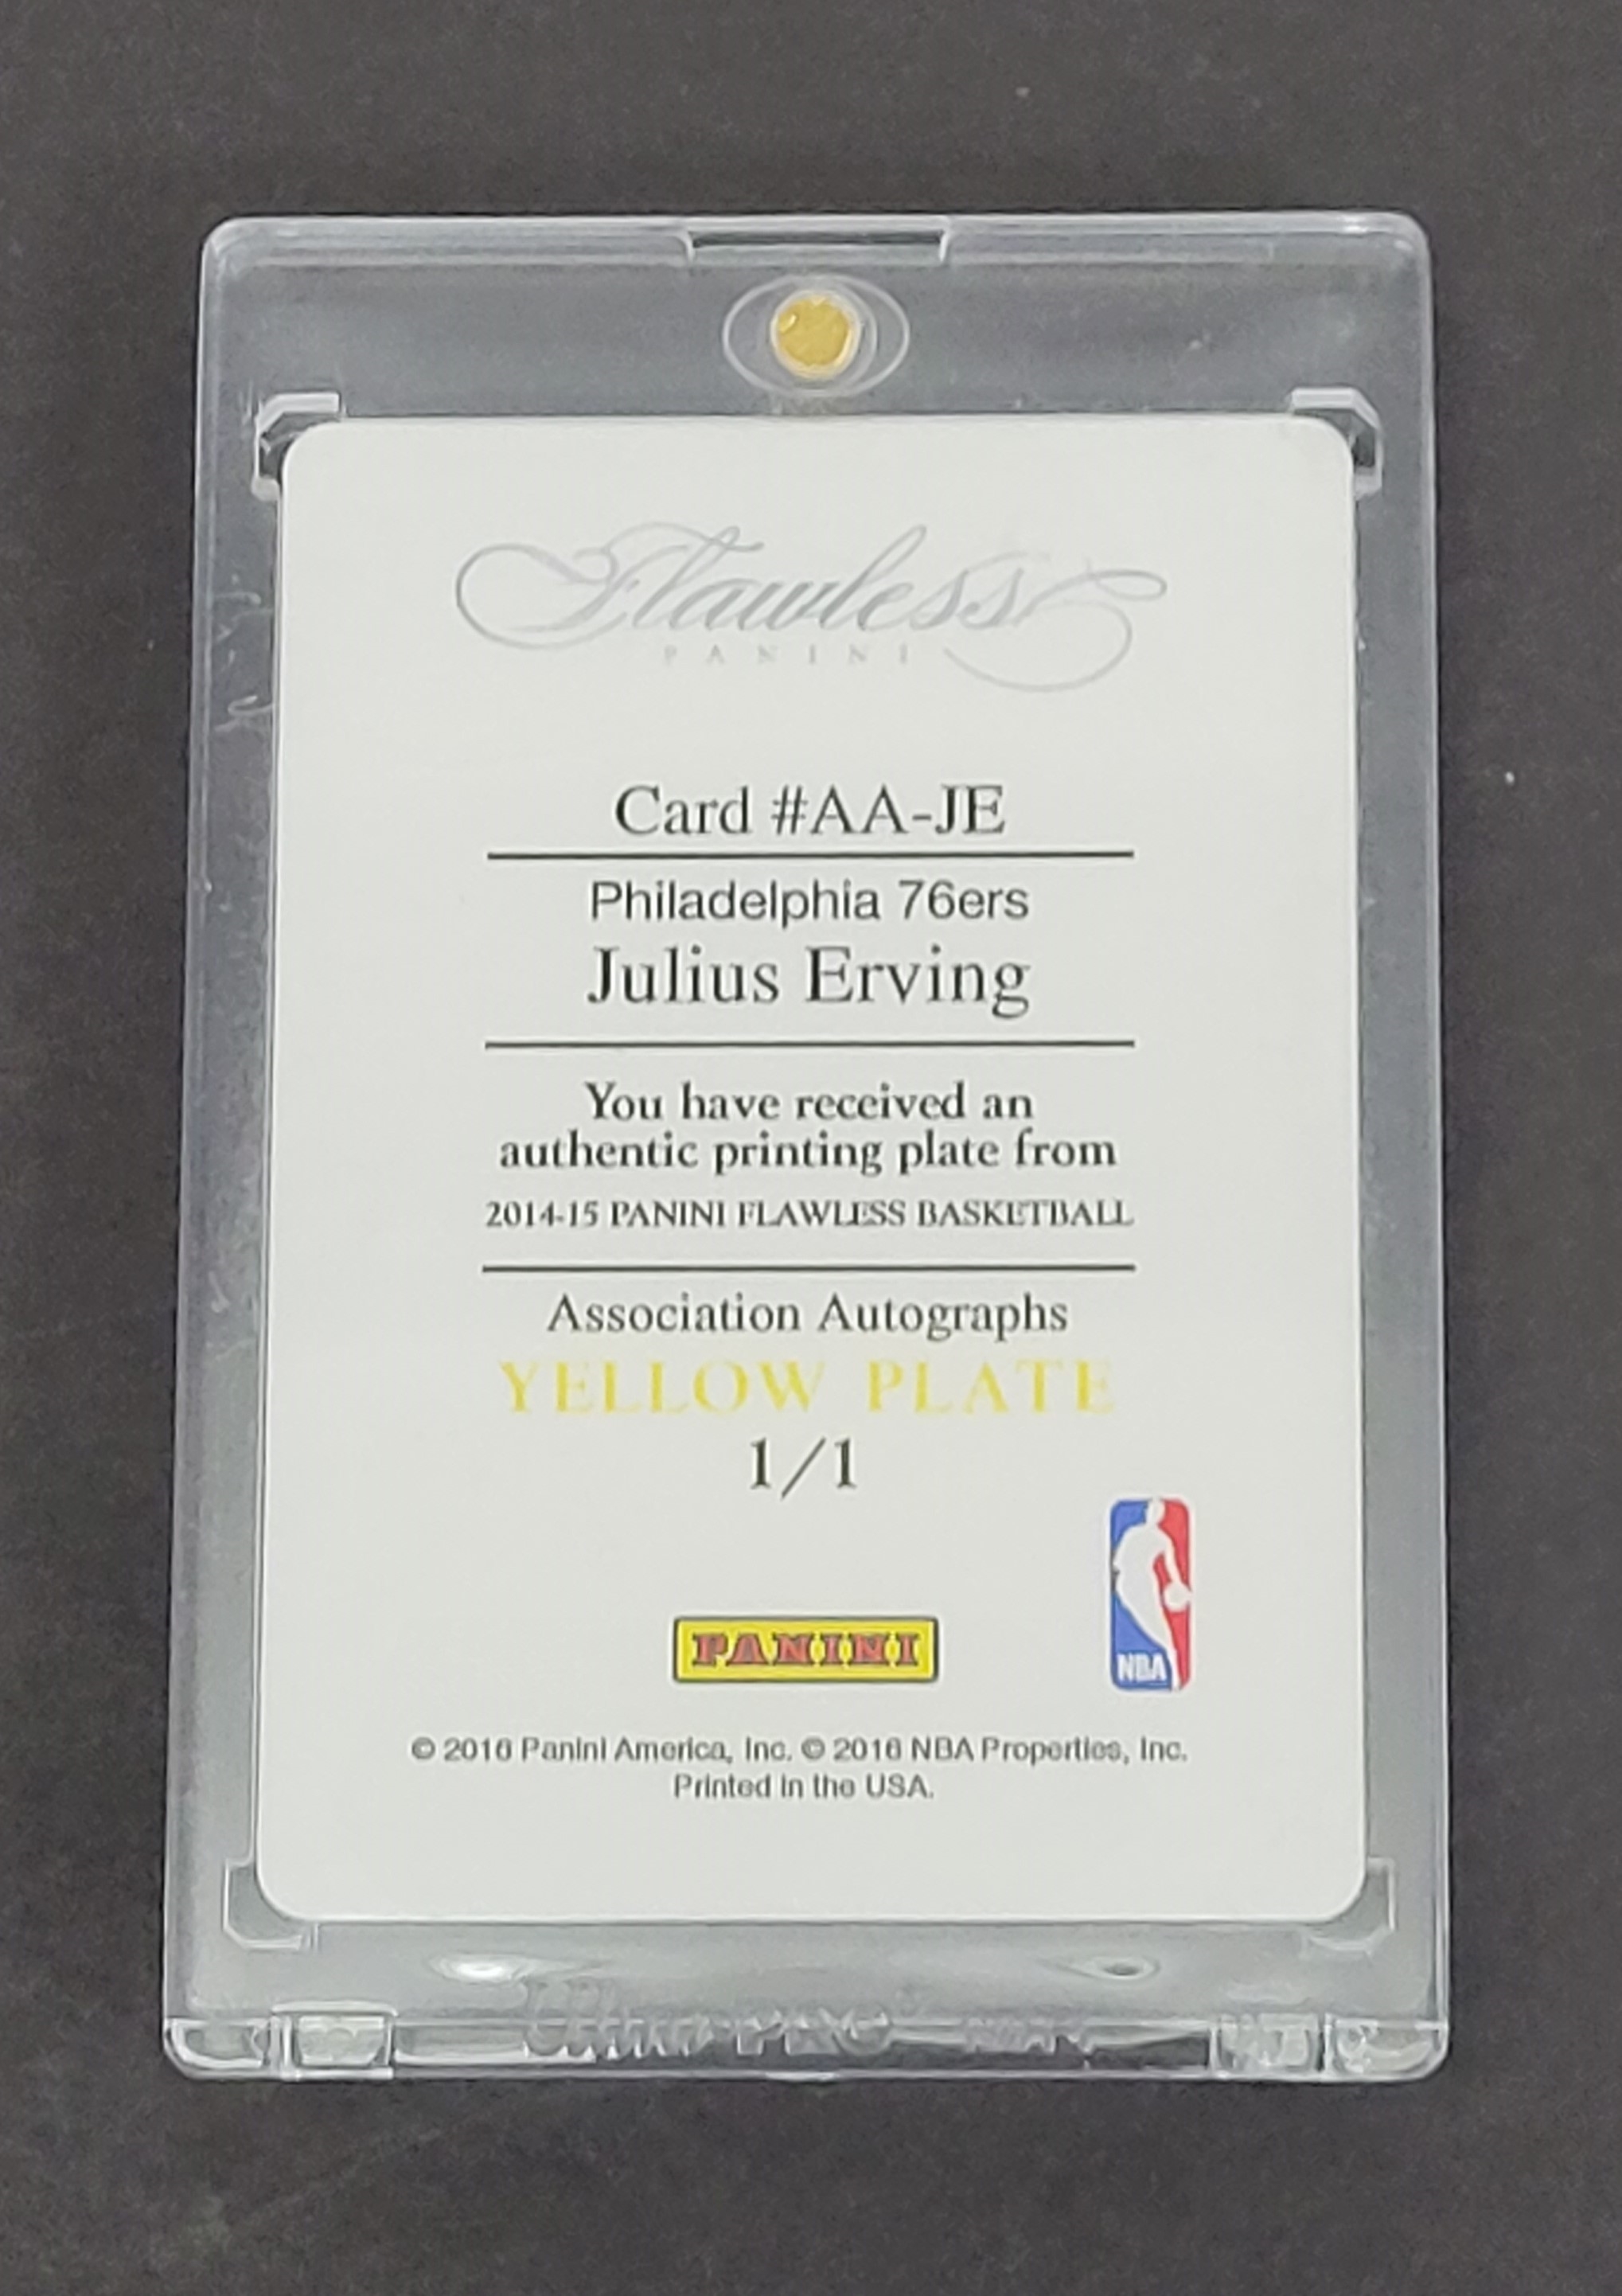 Flawless
PANINI
Card #AA-JE
Philadelphia 76ers
Julius Erving
You have received an
authentic printing plate from
2014-15 PANINI FLAWLESS BASKETBALL
Association Autographs
YELLOW PLATE
1/1
NBA
PANINI
© 2016 Panini America, Inc. © 2016 NBA Properties, Inc.
Printed in the USA.
Ultra PRO